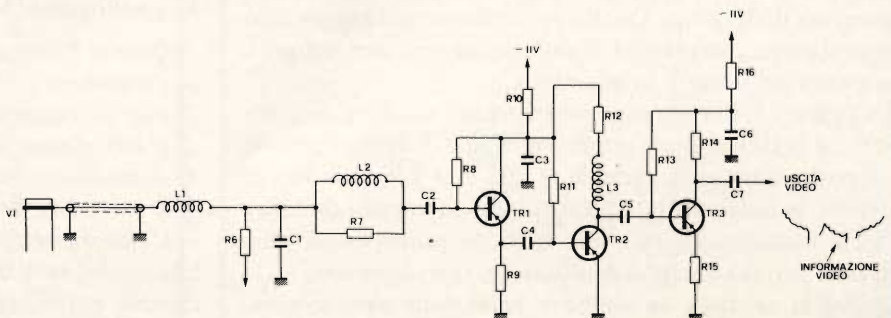 -11V
-11V
R16
R10
R12
L2
R8
C3
R13
R14
C6
L3
R11
L1
C2
USCITA
VIDEO
C5
C7
V1
TR1
R7
C4
TR3
TR2
R6
C1
R9
R15
INFORMAZIONE
VIDEO